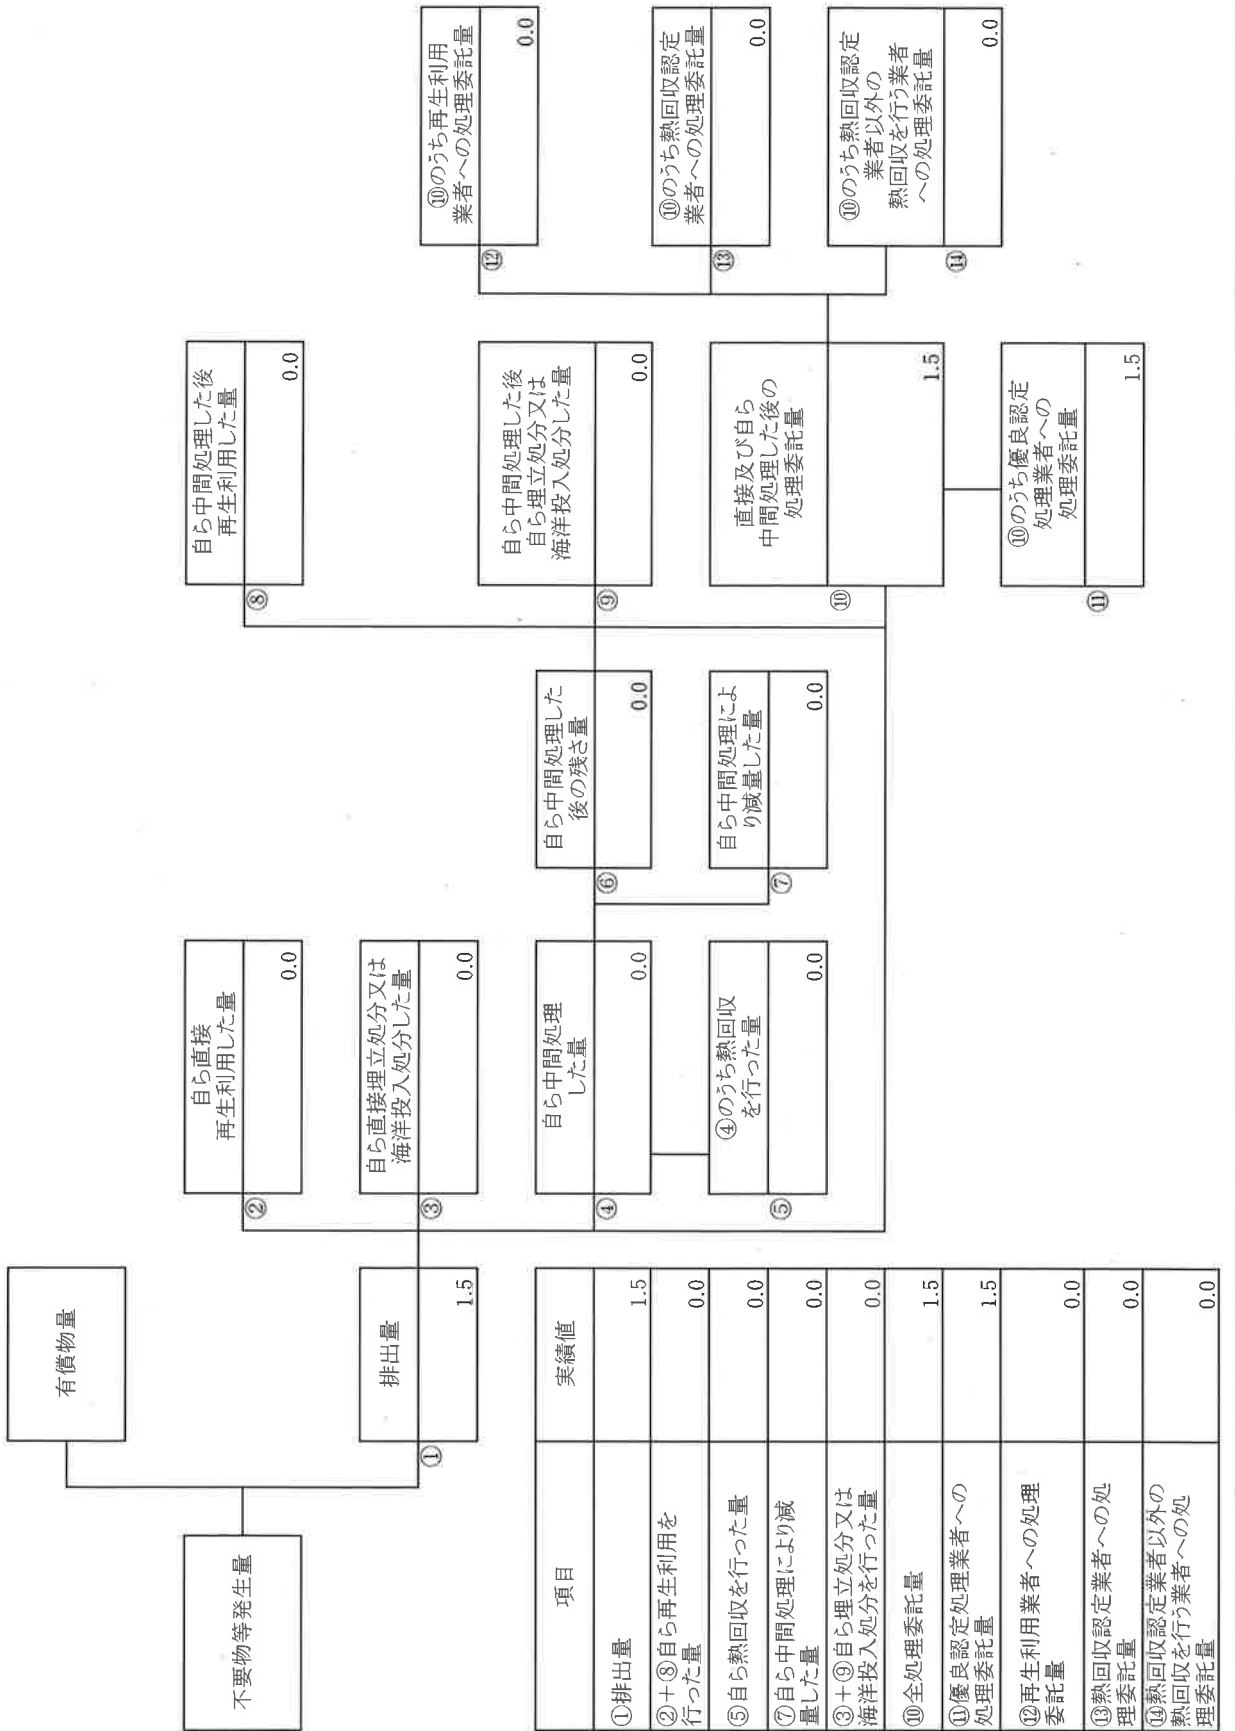 不要物等発生量
有償物量
①
排出量
1.5
②
自ら直接
再生利用した量
0.0
③
自ら直接埋立処分又は
海洋投入処分した量
0.0
④
自ら中間処理
した量
0.0
⑤
④のうち熱回収
を行った量
0.0
⑥
自ら中間処理した
後の残さ量
0.0
⑦
自ら中間処理によ
り減量した量
0.0
⑧
自ら中間処理した後
再生利用した量
0.0
⑨
自ら中間処理した後
自ら埋立処分又は
海洋投入処分した量
0.0
⑩
直接及び自ら
中間処理した後の
処理委託量
1.5
⑪
⑩のうち優良認定
処理業者への
処理委託量
1.5
⑫
⑩のうち再生利用
業者への処理委託量
0.0
⑬
⑩のうち熱回収認定
業者への処理委託量
0.0
⑭
⑩のうち熱回収認定
業者以外の
熱回収を行う業者
への処理委託量
0.0
項目 実績値
①排出量 1.5
②+⑧自ら再生利用を
行った量 0.0
⑤自ら熱回収を行った量 0.0
⑦自ら中間処理により減
量した量 0.0
③+⑨自ら埋立処分又は
海洋投入処分を行った量 0.0
⑩全処理委託量 1.5
⑪優良認定処理業者への
処理委託量 1.5
⑫再生利用業者への処理
委託量 0.0
⑬熱回収認定業者への処
理委託量 0.0
⑭熱回収認定業者以外の
熱回収を行う業者への処
理委託量 0.0